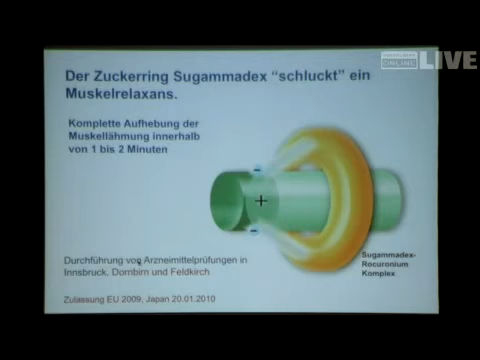 ONLINE
LIVE
Der Zuckerring Sugammadex “schluckt” ein
Muskelrelaxans.
Komplette Aufhebung der
Muskellähmung innerhalb
von 1 bis 2 Minuten
+
Durchführung von Arzneimittelprüfungen in
Innsbruck, Dornbirn und Feldkirch
Sugammadex-
Rocuronium
Komplex
Zulassung EU 2009, Japan 20.01.2010